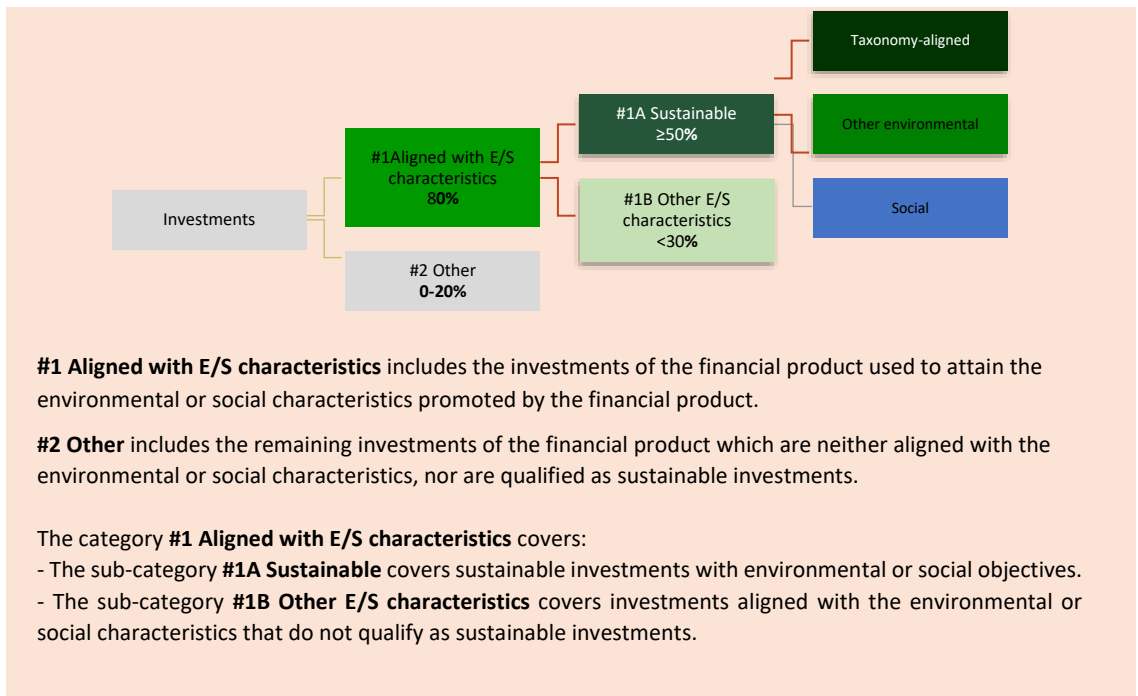 Taxonomy-aligned
#1A Sustainable
≥50%
Other environmental
#1Aligned with E/S
characteristics
80%
#1B Other E/S
characteristics
<30%
Social
Investments
#2 Other
0-20%
#1 Aligned with E/S characteristics includes the investments of the financial product used to attain the
environmental or social characteristics promoted by the financial product.
#2 Other includes the remaining investments of the financial product which are neither aligned with the
environmental or social characteristics, nor are qualified as sustainable investments.
The category #1 Aligned with E/S characteristics covers:
- The sub-category #1A Sustainable covers sustainable investments with environmental or social objectives.
- The sub-category #1B Other E/S characteristics covers investments aligned with the environmental or
social characteristics that do not qualify as sustainable investments.